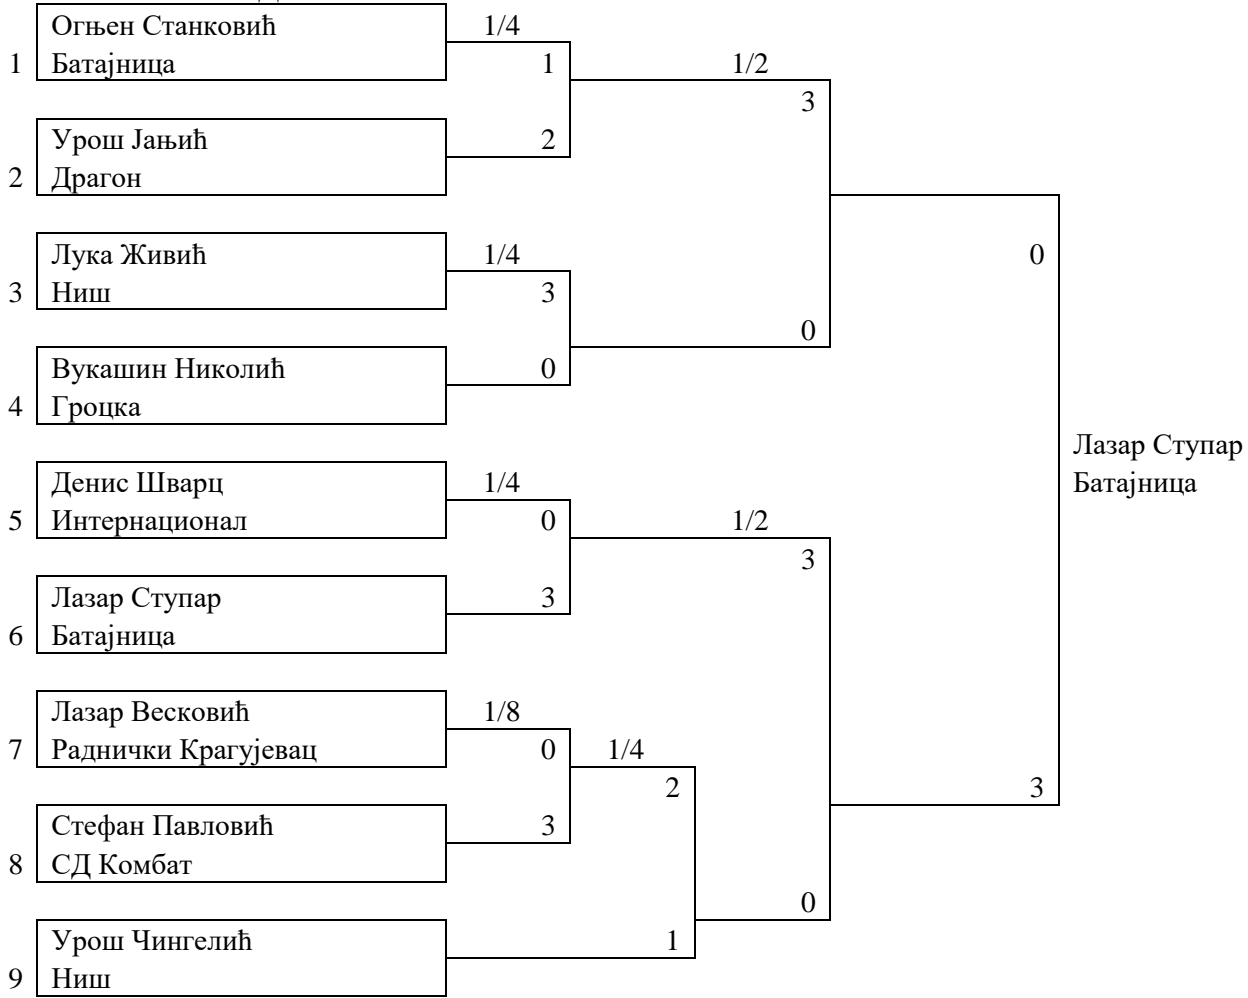 Огњен Станковић 1/4
1 Батајница 1 1/2
3
Урош Јањић 2
2 Драгон
Лука Живић 1/4 0
3 Ниш 3
0
Вукашин Николић 0
4 Гроцка
Лазар Ступар
Денис Шварц 1/4 Батајница
5 Интернационал 0 1/2
3
Лазар Ступар 3
6 Батајница
Лазар Весковић 1/8
7 Раднички Крагујевац 0 1/4
2 3
Стефан Павловић 3
8 СД Комбат
0
Урош Чингелић 1
9 Ниш